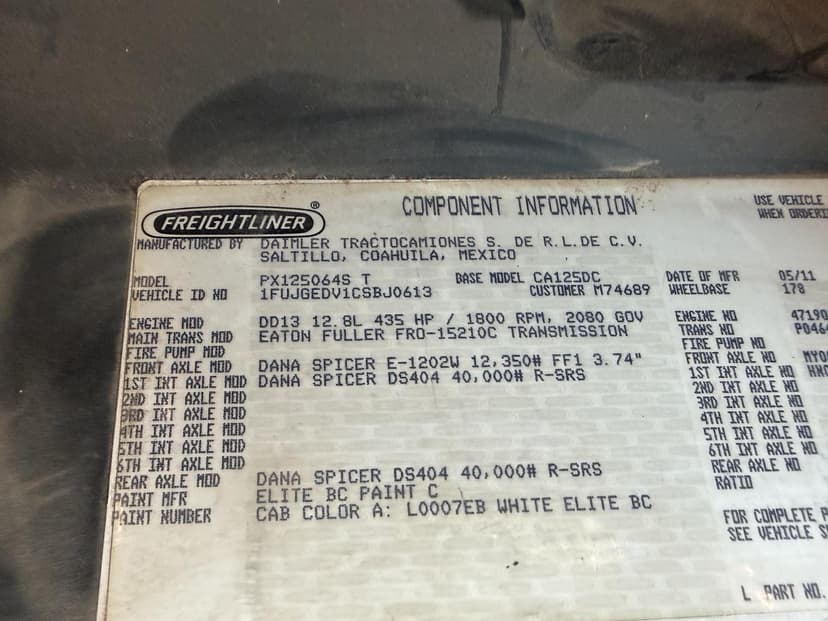 FREIGHTLINER ®
COMPONENT INFORMATION
USE VEHICLE
WHEN ORDERI
MANUFACTURED BY DAIMLER TRACTOCAMIONES S. DE R.L.DE C.V.
SALTILLO, COAHUILA, MEXICO
MODEL PX125064S T BASE MODEL CA125DC DATE OF MFR 05/11
VEHICLE ID NO 1FUJGEDV1CSBJ0613 CUSTOMER M74689 WHEELBASE 178
ENGINE MOD DD13 12.8L 435 HP / 1800 RPM, 2080 GOV ENGINE NO 47190
MAIN TRANS MOD EATON FULLER FRO-15210C TRANSMISSION TRANS NO P0464
FIRE PUMP MOD FIRE PUMP NO
FRONT AXLE MOD DANA SPICER E-1202W 12,350# FF1 3.74" FRONT AXLE NO
1ST INT AXLE MOD DANA SPICER DS404 40,000# R-SRS 1ST INT AXLE NO
2ND INT AXLE MOD 2ND INT AXLE NO
3RD INT AXLE MOD 3RD INT AXLE NO
4TH INT AXLE MOD 4TH INT AXLE NO
5TH INT AXLE MOD 5TH INT AXLE NO
6TH INT AXLE MOD 6TH INT AXLE NO
REAR AXLE MOD DANA SPICER DS404 40,000# R-SRS REAR AXLE NO
PAINT MFR ELITE BC PAINT C RATIO
PAINT NUMBER CAB COLOR A: L0007EB WHITE ELITE BC
FOR COMPLETE P
SEE VEHICLE S
L PART NO.